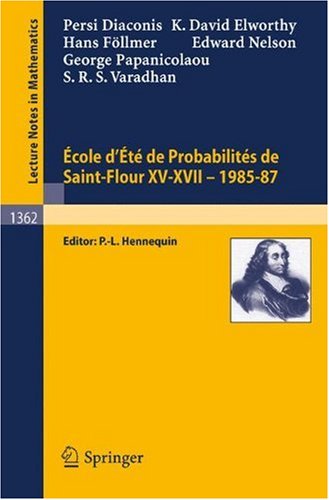 Persi Diaconis K. David Elworthy
Hans Föllmer Edward Nelson
George Papanicolaou
S. R. S. Varadhan
Lecture Notes in Mathematics
École d'Été de Probabilités de
Saint-Flour XV-XVII – 1985-87
1362
Editor: P.-L. Hennequin
Springer